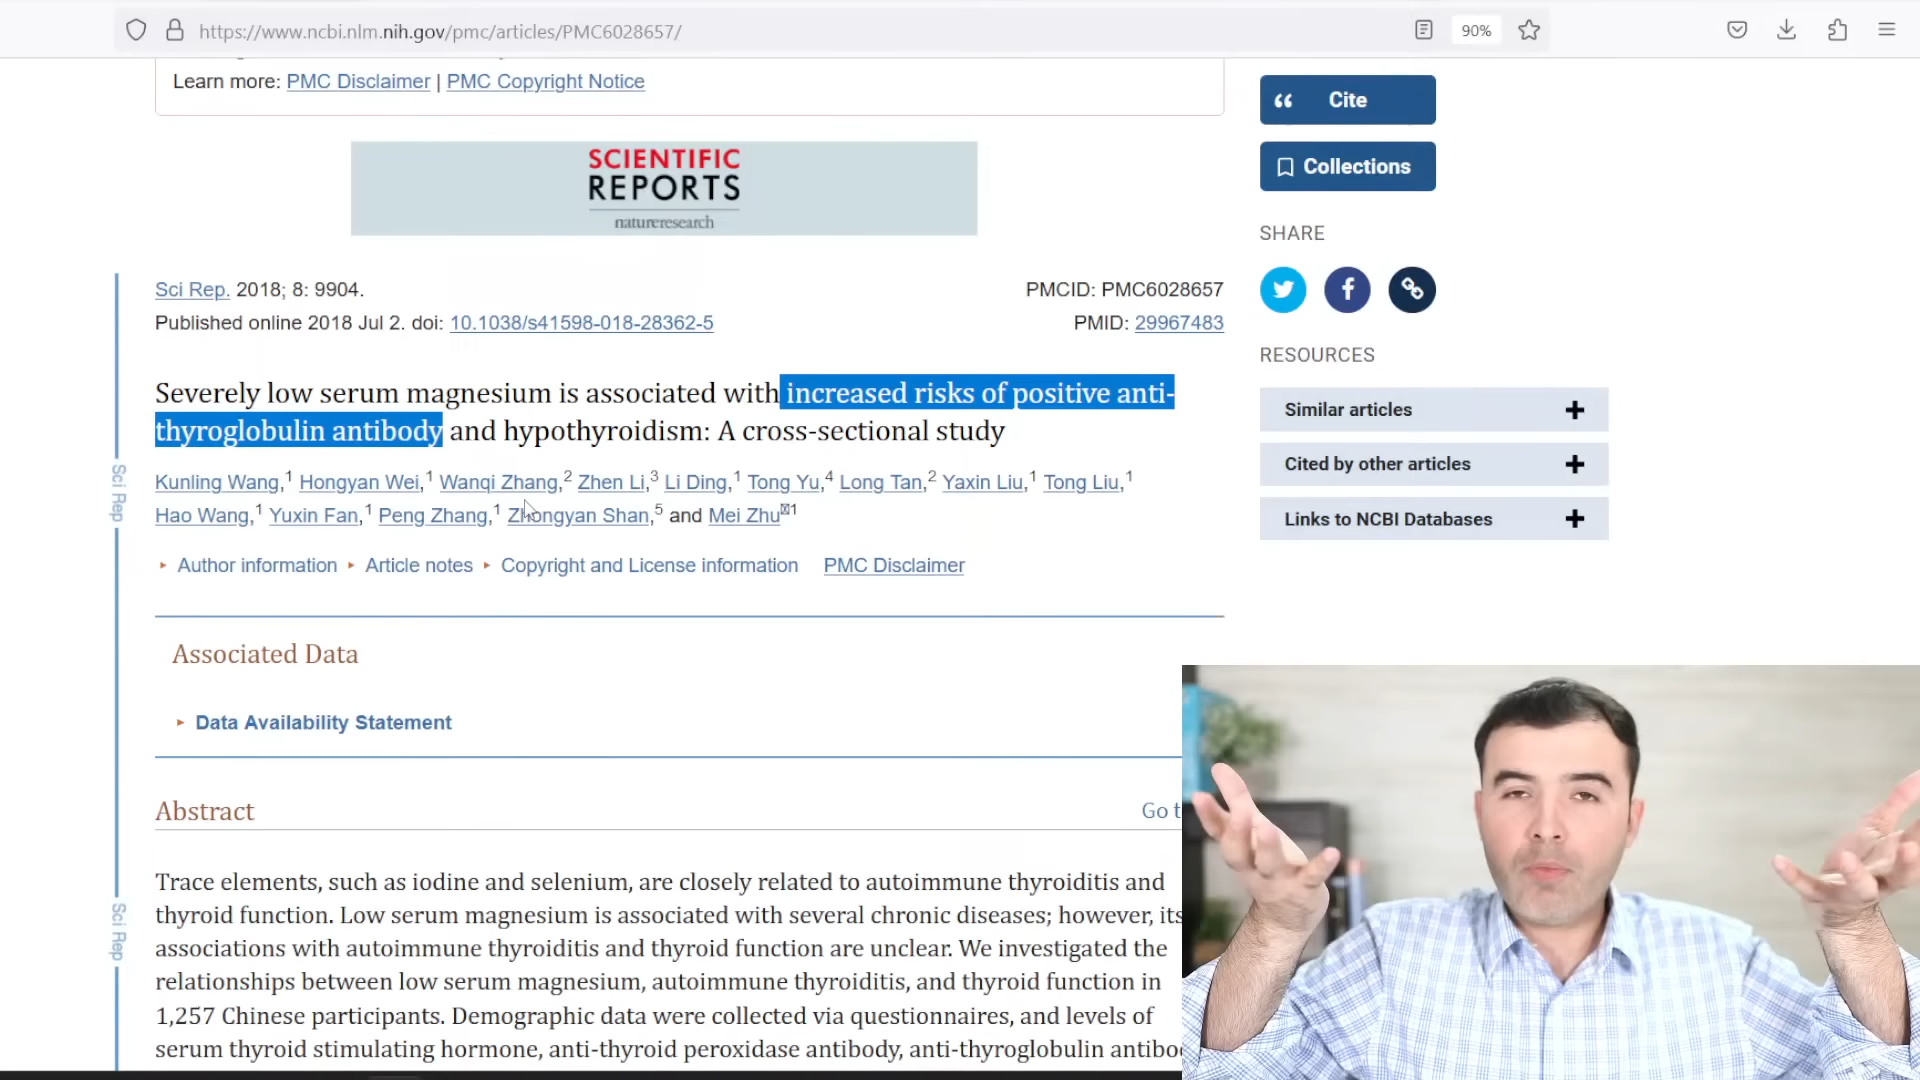 https://www.ncbi.nlm.nih.gov/pmc/articles/PMC6028657/
90%
Learn more: PMC Disclaimer | PMC Copyright Notice
Cite
Collections
SCIENTIFIC
REPORTS
natureresearch
SHARE
Sci Rep. 2018; 8: 9904.
PMCID: PMC6028657
Published online 2018 Jul 2. doi: 10.1038/s41598-018-28362-5
PMID: 29967483
RESOURCES
Similar articles
Cited by other articles
Links to NCBI Databases
Severely low serum magnesium is associated with increased risks of positive anti-
thyroglobulin antibody and hypothyroidism: A cross-sectional study
Kunling Wang,1 Hongyan Wei,1 Wanqi Zhang,2 Zhen Li,3 Li Ding,1 Tong Yu,4 Long Tan,2 Yaxin Liu,1 Tong Liu,1
Hao Wang,1 Yuxin Fan,1 Peng Zhang,1 Zhongyan Shan,5 and Mei Zhu1
Author information Article notes Copyright and License information PMC Disclaimer
Sci Rep
Associated Data
Data Availability Statement
Abstract
Go t
Trace elements, such as iodine and selenium, are closely related to autoimmune thyroiditis and
thyroid function. Low serum magnesium is associated with several chronic diseases; however, its
associations with autoimmune thyroiditis and thyroid function are unclear. We investigated the
relationships between low serum magnesium, autoimmune thyroiditis, and thyroid function in
1,257 Chinese participants. Demographic data were collected via questionnaires, and levels of
serum thyroid stimulating hormone, anti-thyroid peroxidase antibody, anti-thyroglobulin antibo
Sci Rep